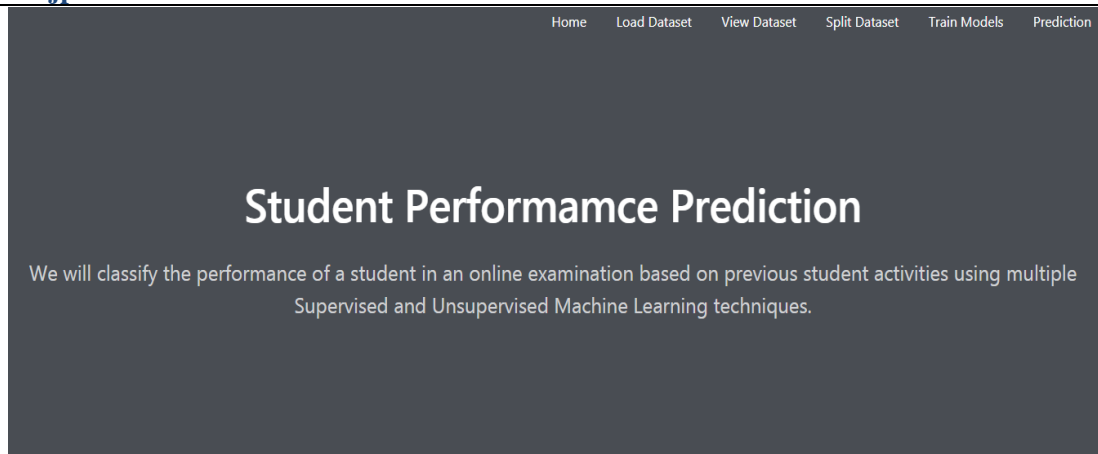 Home Load Dataset View Dataset Split Dataset Train Models Prediction
Student Performamce Prediction
We will classify the performance of a student in an online examination based on previous student activities using multiple
Supervised and Unsupervised Machine Learning techniques.